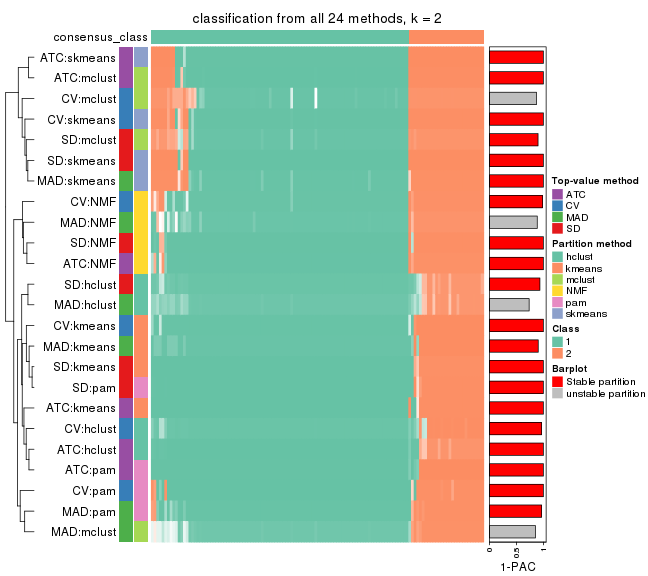 classification from all 24 methods, k = 2
consensus_class
ATC:skmeans
ATC:mclust
CV:mclust
CV:skmeans
SD:mclust
SD:skmeans
MAD:skmeans
CV:NMF
MAD:NMF
SD:NMF
ATC:NMF
SD:hclust
MAD:hclust
CV:kmeans
MAD:kmeans
SD:kmeans
SD:pam
ATC:kmeans
CV:hclust
ATC:hclust
ATC:pam
CV:pam
MAD:pam
MAD:mclust
0
0.5
1
1-PAC
Top-value method
ATC
CV
MAD
SD
Partition method
hclust
kmeans
mclust
NMF
pam
skmeans
Class
1
2
Barplot
Stable partition
unstable partition